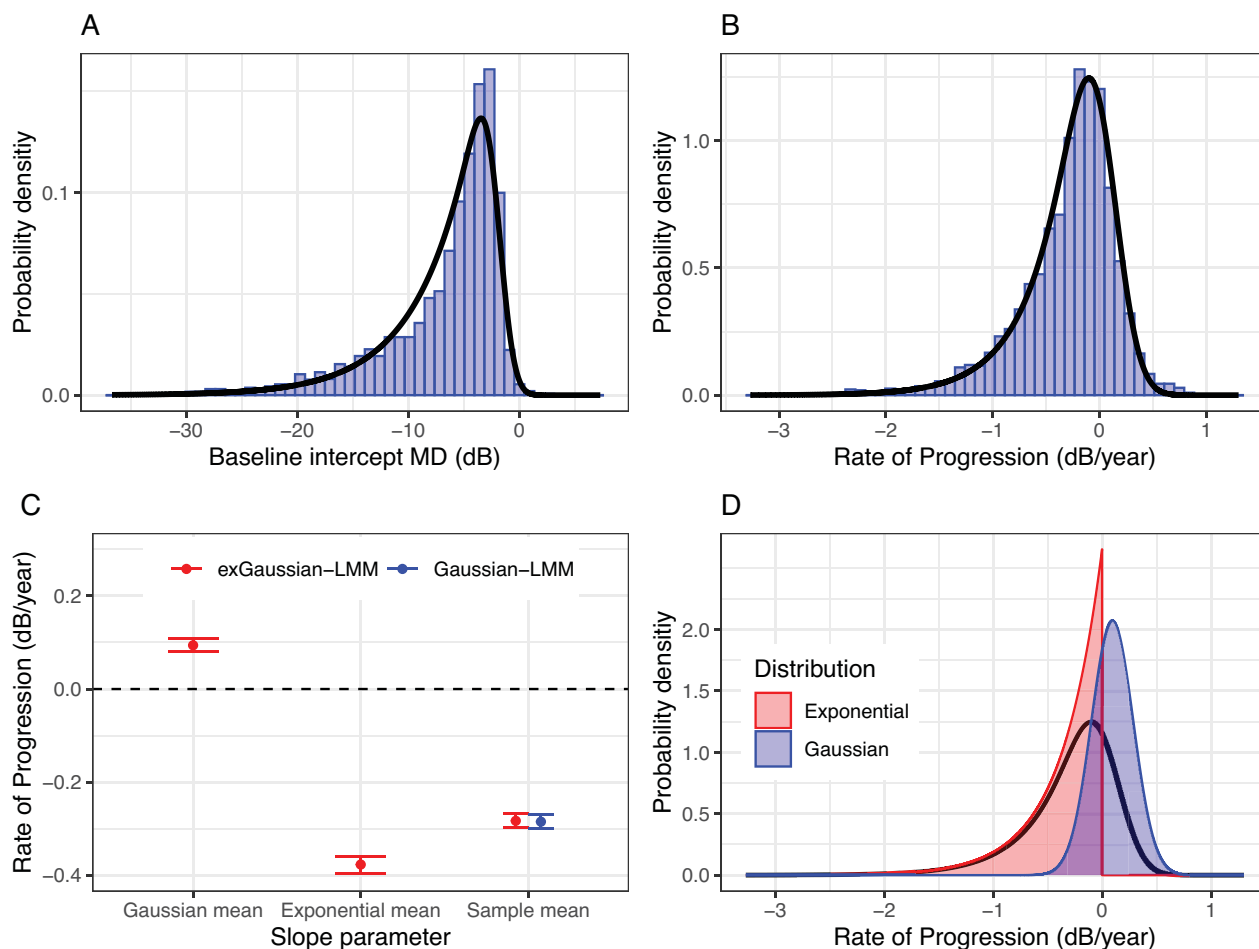 A
Probability densitiy
0.1
0.0
−30 −20 −10 0
Baseline intercept MD (dB)
B
Probability densitiy
1.0
0.5
0.0
−3 −2 −1 0 1
Rate of Progression (dB/year)
C
Rate of Progression (dB/year)
exGaussian−LMM Gaussian−LMM
0.2
0.0
−0.2
−0.4
Gaussian mean Exponential mean Sample mean
Slope parameter
D
Probability densitiy
2.0
1.5
1.0
0.5
0.0
Distribution
Exponential
Gaussian
−3 −2 −1 0 1
Rate of Progression (dB/year)